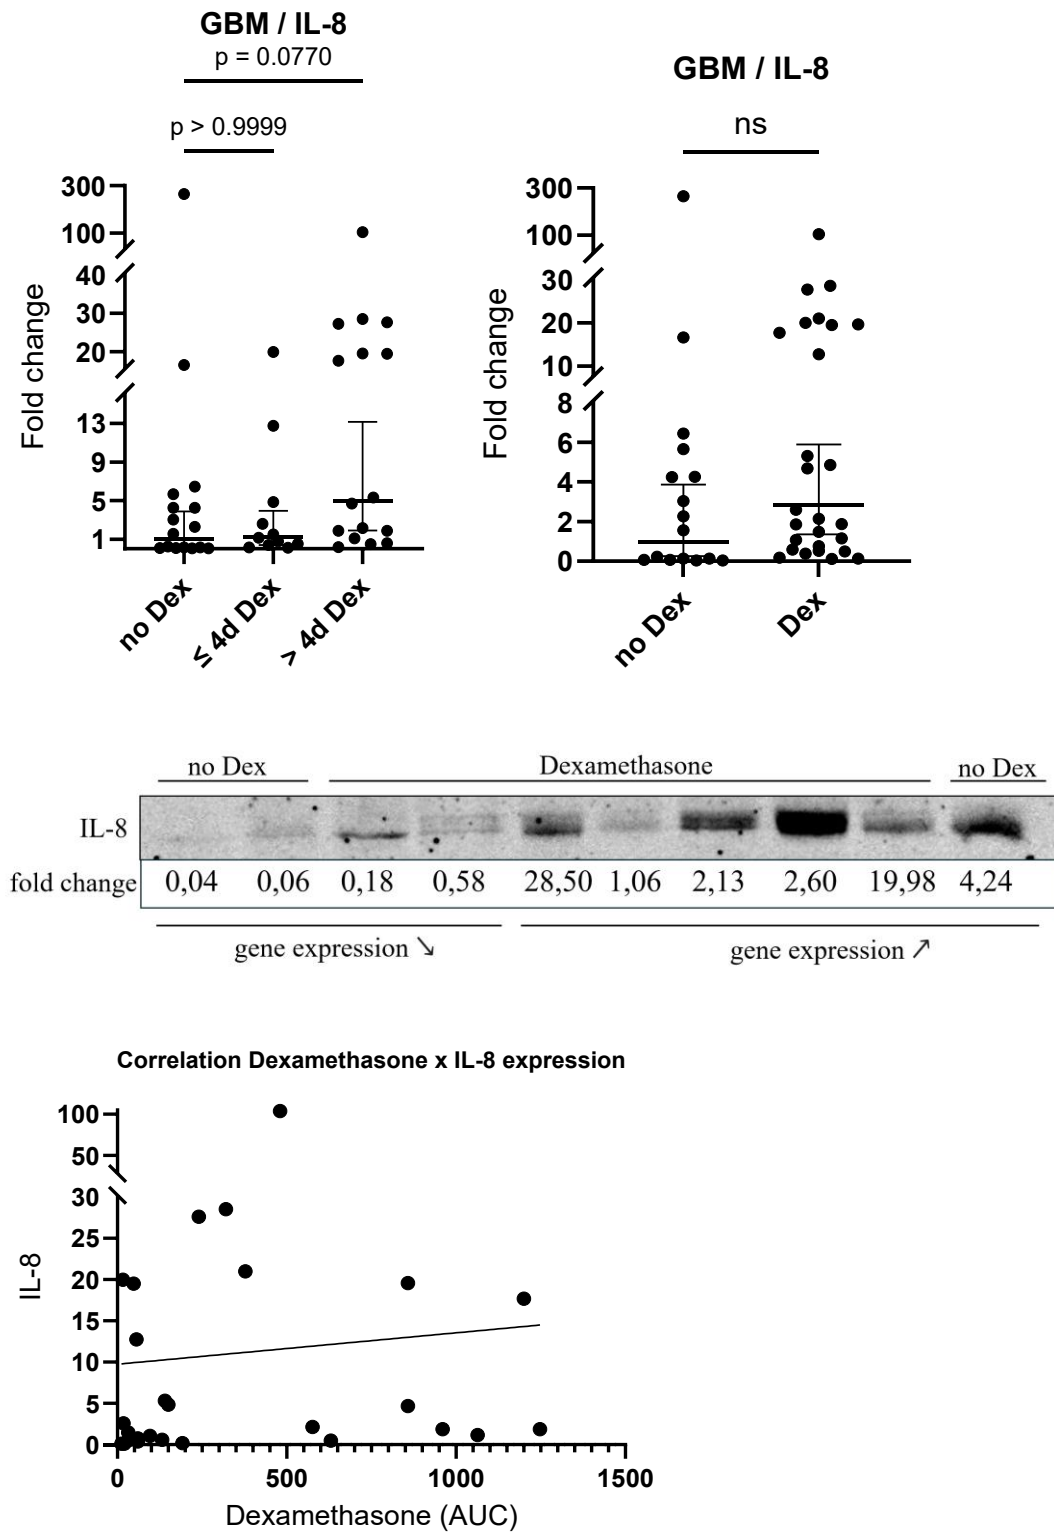 GBM / IL-8
p = 0.0770
p > 0.9999
Fold change
300
100
40
30
20
13
9
5
1
no Dex
≤ 4d Dex
> 4d Dex
GBM / IL-8
ns
Fold change
300
100
30
20
10
8
6
4
2
0
no Dex
Dex
no Dex Dexamethasone no Dex
IL-8
fold change 0,04 0,06 0,18 0,58 28,50 1,06 2,13 2,60 19,98 4,24
gene expression ↘ gene expression ↗
Correlation Dexamethasone x IL-8 expression
IL-8
100
50
30
25
20
15
10
5
0
0 500 1000 1500
Dexamethasone (AUC)